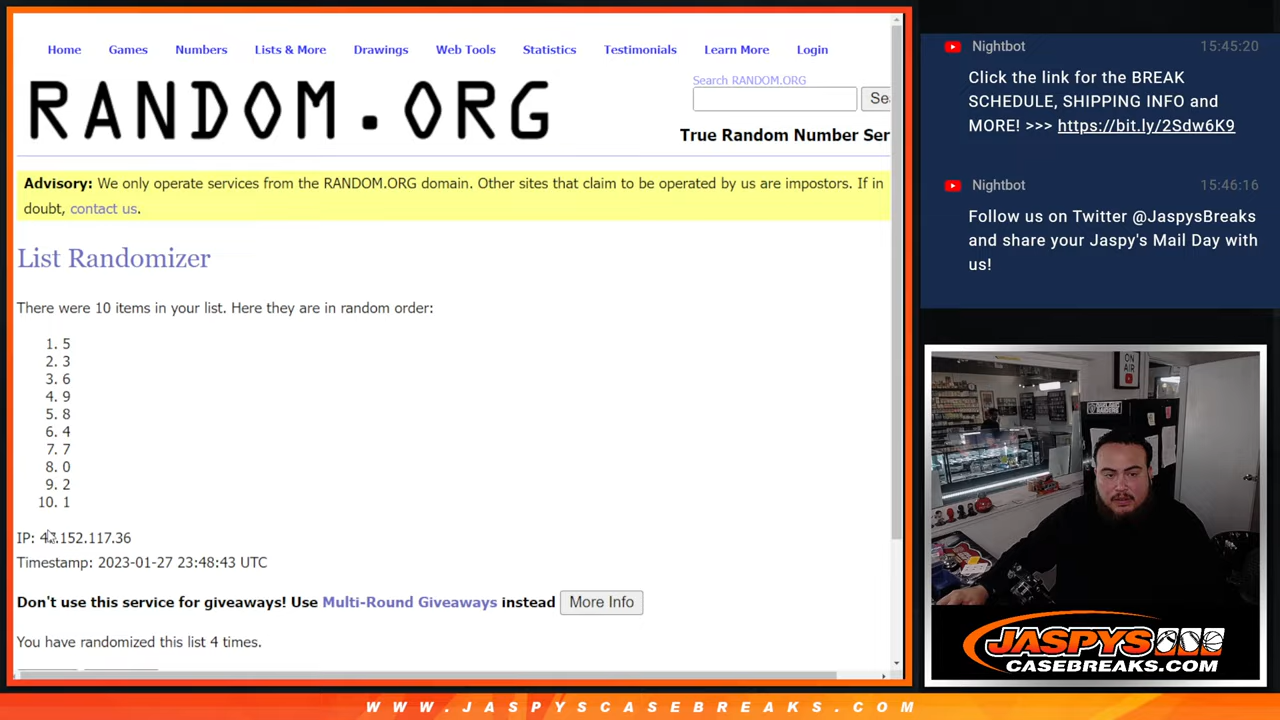 Home Games Numbers Lists & More Drawings Web Tools Statistics Testimonials Learn More Login
RANDOM.ORG
Search RANDOM.ORG
Sea
True Random Number Ser
Advisory: We only operate services from the RANDOM.ORG domain. Other sites that claim to be operated by us are impostors. If in
doubt, contact us.
List Randomizer
There were 10 items in your list. Here they are in random order:
1. 5
2. 3
3. 6
4. 9
5. 8
6. 4
7. 7
8. 0
9. 2
10. 1
IP: .152.117.36
Timestamp: 2023-01-27 23:48:43 UTC
Don't use this service for giveaways! Use Multi-Round Giveaways instead More Info
You have randomized this list 4 times.
Nightbot 15:45:20
Click the link for the BREAK
SCHEDULE, SHIPPING INFO and
MORE! >>> https://bit.ly/2Sdw6K9
Nightbot 15:46:16
Follow us on Twitter @JaspysBreaks
and share your Jaspy's Mail Day with
us!
ON
AIR
JASPYS
CASEBREAKS.COM
WWW.JASPYSCASEBREAKS.COM